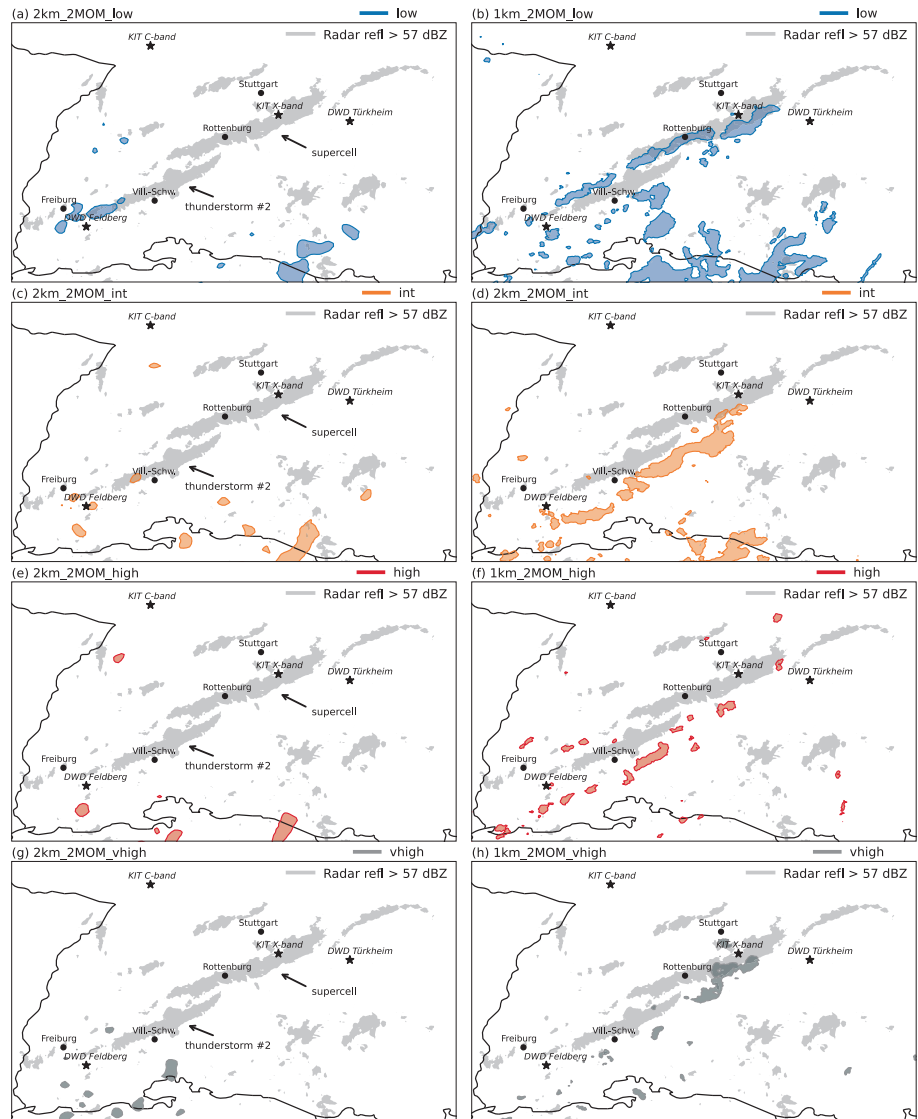 (a) 2km_2MOM_low
low
KIT C-band
Radar refl > 57 dBZ
Stuttgart
KIT X-band
DWD Türkheim
Rottenburg
supercell
Vill.-Schw.
Freiburg
thunderstorm #2
DWD Feldberg
(b) 1km_2MOM_low
low
KIT C-band
Radar refl > 57 dBZ
Stuttgart
KIT X-band
DWD Türkheim
Rottenburg
Vill.-Schw.
Freiburg
DWD Feldberg
(c) 2km_2MOM_int
int
KIT C-band
Radar refl > 57 dBZ
Stuttgart
KIT X-band
DWD Türkheim
Rottenburg
supercell
Vill.-Schw.
Freiburg
thunderstorm #2
DWD Feldberg
(d) 2km_2MOM_int
int
KIT C-band
Radar refl > 57 dBZ
Stuttgart
KIT X-band
DWD Türkheim
Rottenburg
Vill.-Schw.
Freiburg
DWD Feldberg
(e) 2km_2MOM_high
high
KIT C-band
Radar refl > 57 dBZ
Stuttgart
KIT X-band
DWD Türkheim
Rottenburg
supercell
Vill.-Schw.
Freiburg
thunderstorm #2
DWD Feldberg
(f) 1km_2MOM_high
high
KIT C-band
Radar refl > 57 dBZ
Stuttgart
KIT X-band
DWD Türkheim
Rottenburg
Vill.-Schw.
Freiburg
DWD Feldberg
(g) 2km_2MOM_vhigh
vhigh
KIT C-band
Radar refl > 57 dBZ
Stuttgart
KIT X-band
DWD Türkheim
Rottenburg
supercell
Vill.-Schw.
Freiburg
thunderstorm #2
DWD Feldberg
(h) 1km_2MOM_vhigh
vhigh
KIT C-band
Radar refl > 57 dBZ
Stuttgart
KIT X-band
DWD Türkheim
Rottenburg
Vill.-Schw.
Freiburg
DWD Feldberg